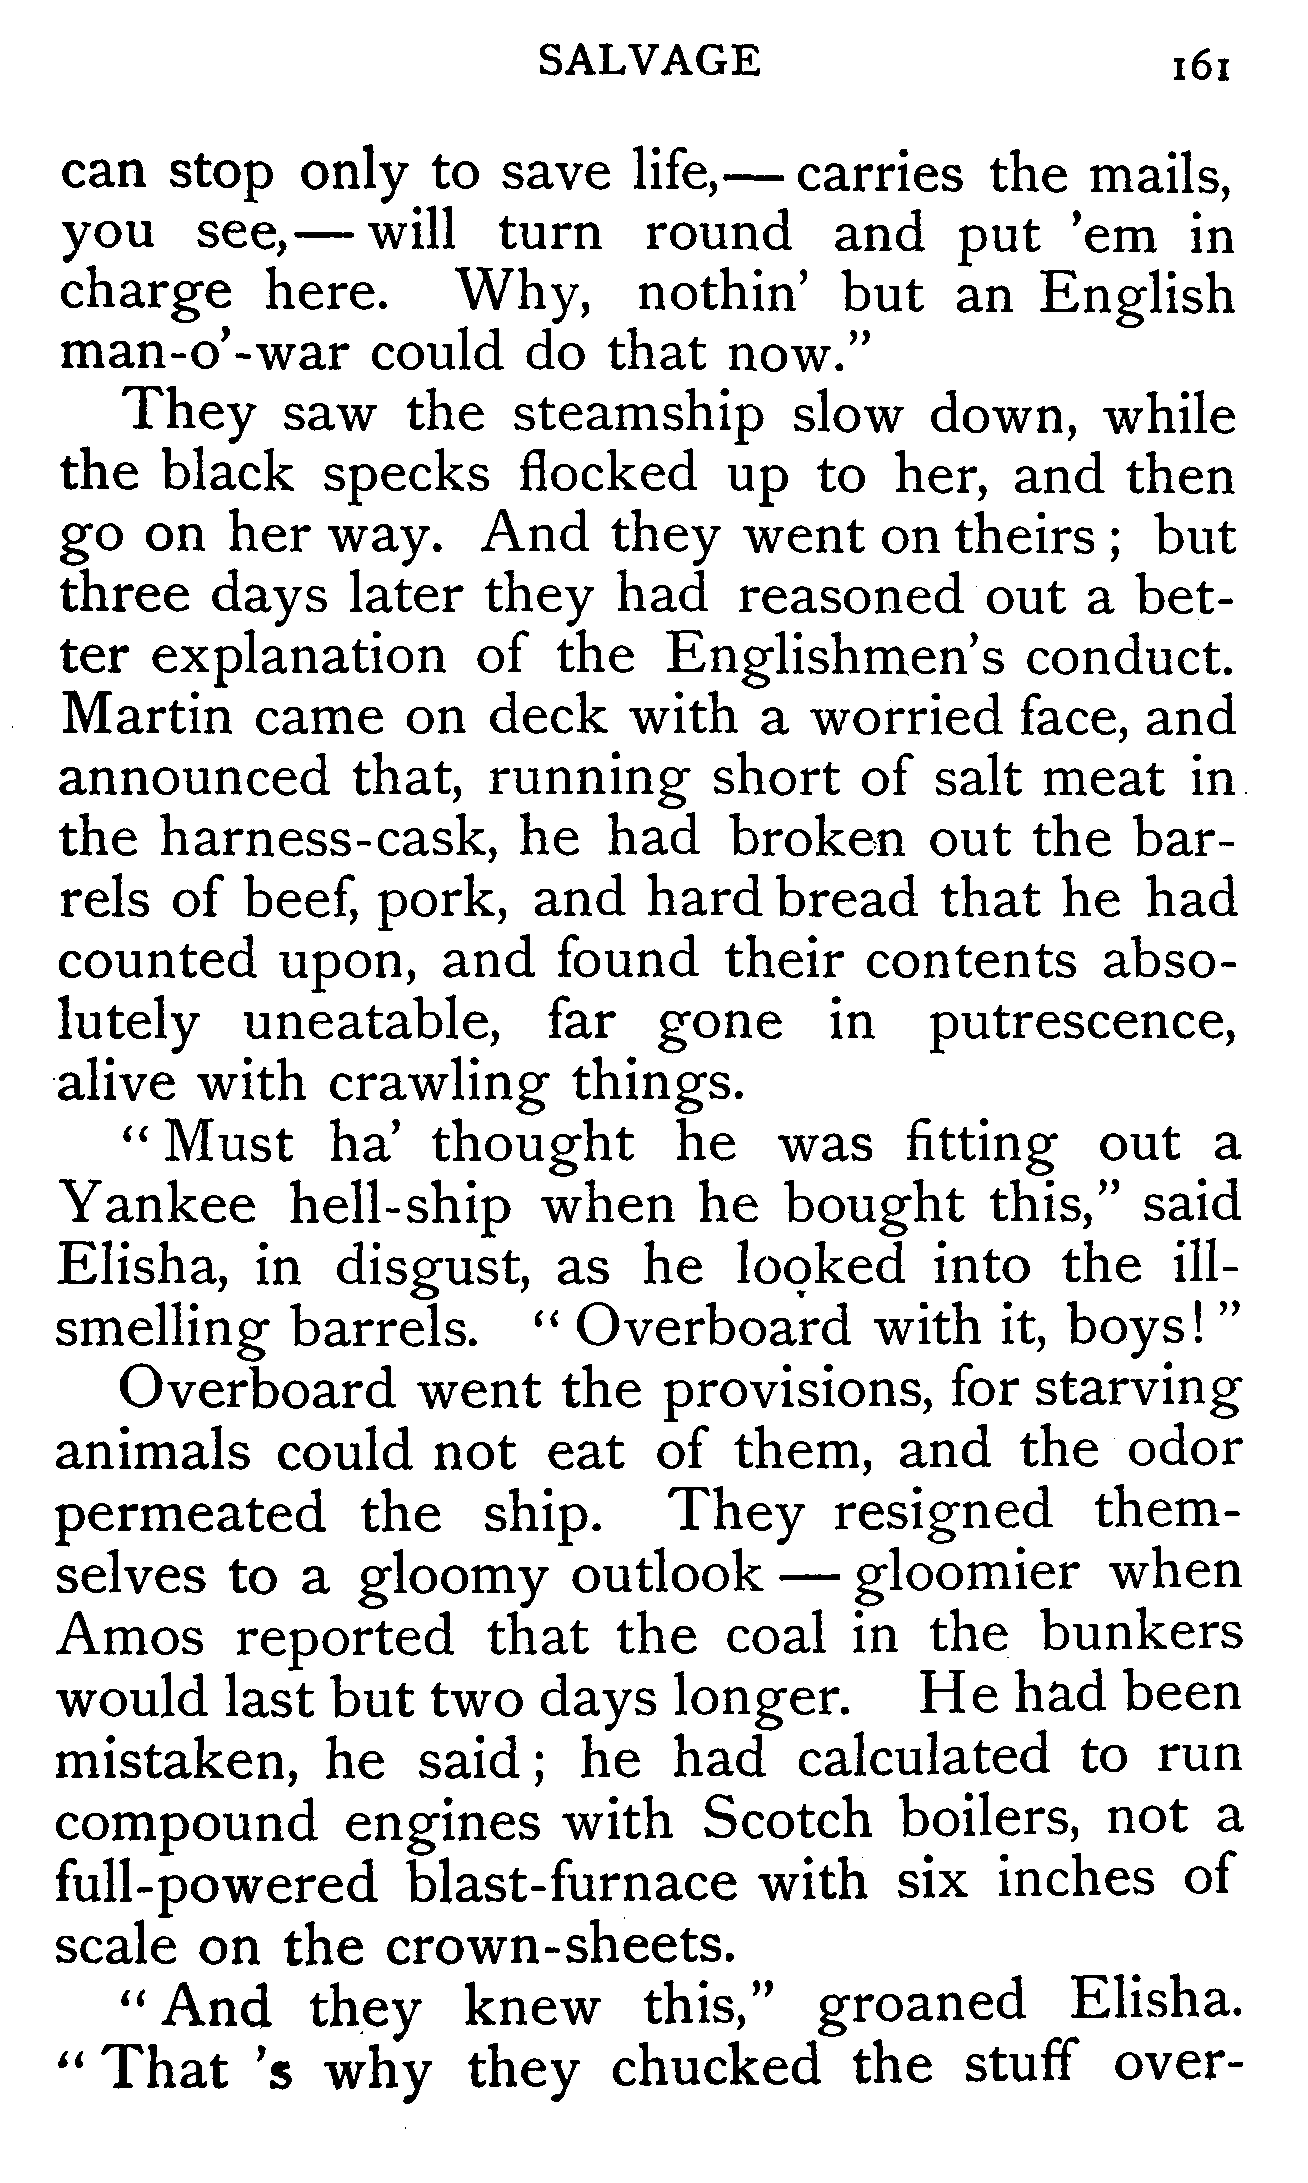 SALVAGE 161
can stop only to save life,— carries the mails,
you see,— will turn round and put 'em in
charge here. Why, nothin' but an English
man-o'-war could do that now.”
They saw the steamship slow down, while
the black specks flocked up to her, and then
go on her way. And they went on theirs ; but
three days later they had reasoned out a bet-
ter explanation of the Englishmen's conduct.
Martin came on deck with a worried face, and
announced that, running short of salt meat in
the harness-cask, he had broken out the bar-
rels of beef, pork, and hard bread that he had
counted upon, and found their contents abso-
lutely uneatable, far gone in putrescence,
alive with crawling things.
“ Must ha' thought he was fitting out a
Yankee hell-ship when he bought this,” said
Elisha, in disgust, as he looked into the ill-
smelling barrels. “ Overboard with it, boys! ”
Overboard went the provisions, for starving
animals could not eat of them, and the odor
permeated the ship. They resigned them-
selves to a gloomy outlook — gloomier when
Amos reported that the coal in the bunkers
would last but two days longer. He had been
mistaken, he said ; he had calculated to run
compound engines with Scotch boilers, not a
full-powered blast-furnace with six inches of
scale on the crown-sheets.
“ And they knew this,” groaned Elisha.
“ That 's why they chucked the stuff over-